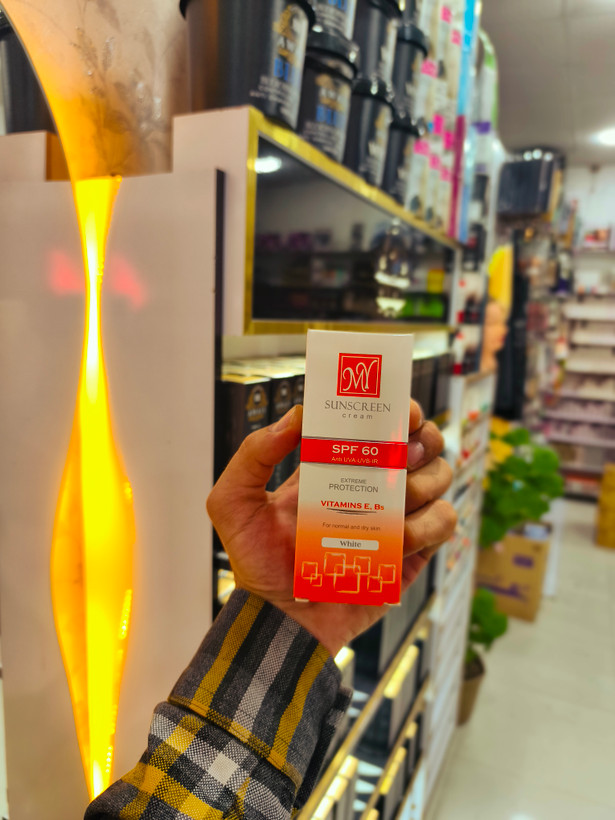 MY
SUNSCREEN
cream
SPF 60
Anti UVA-UVB-IR
EXTREME
PROTECTION
VITAMINS E, B5
For normal and dry skin
White